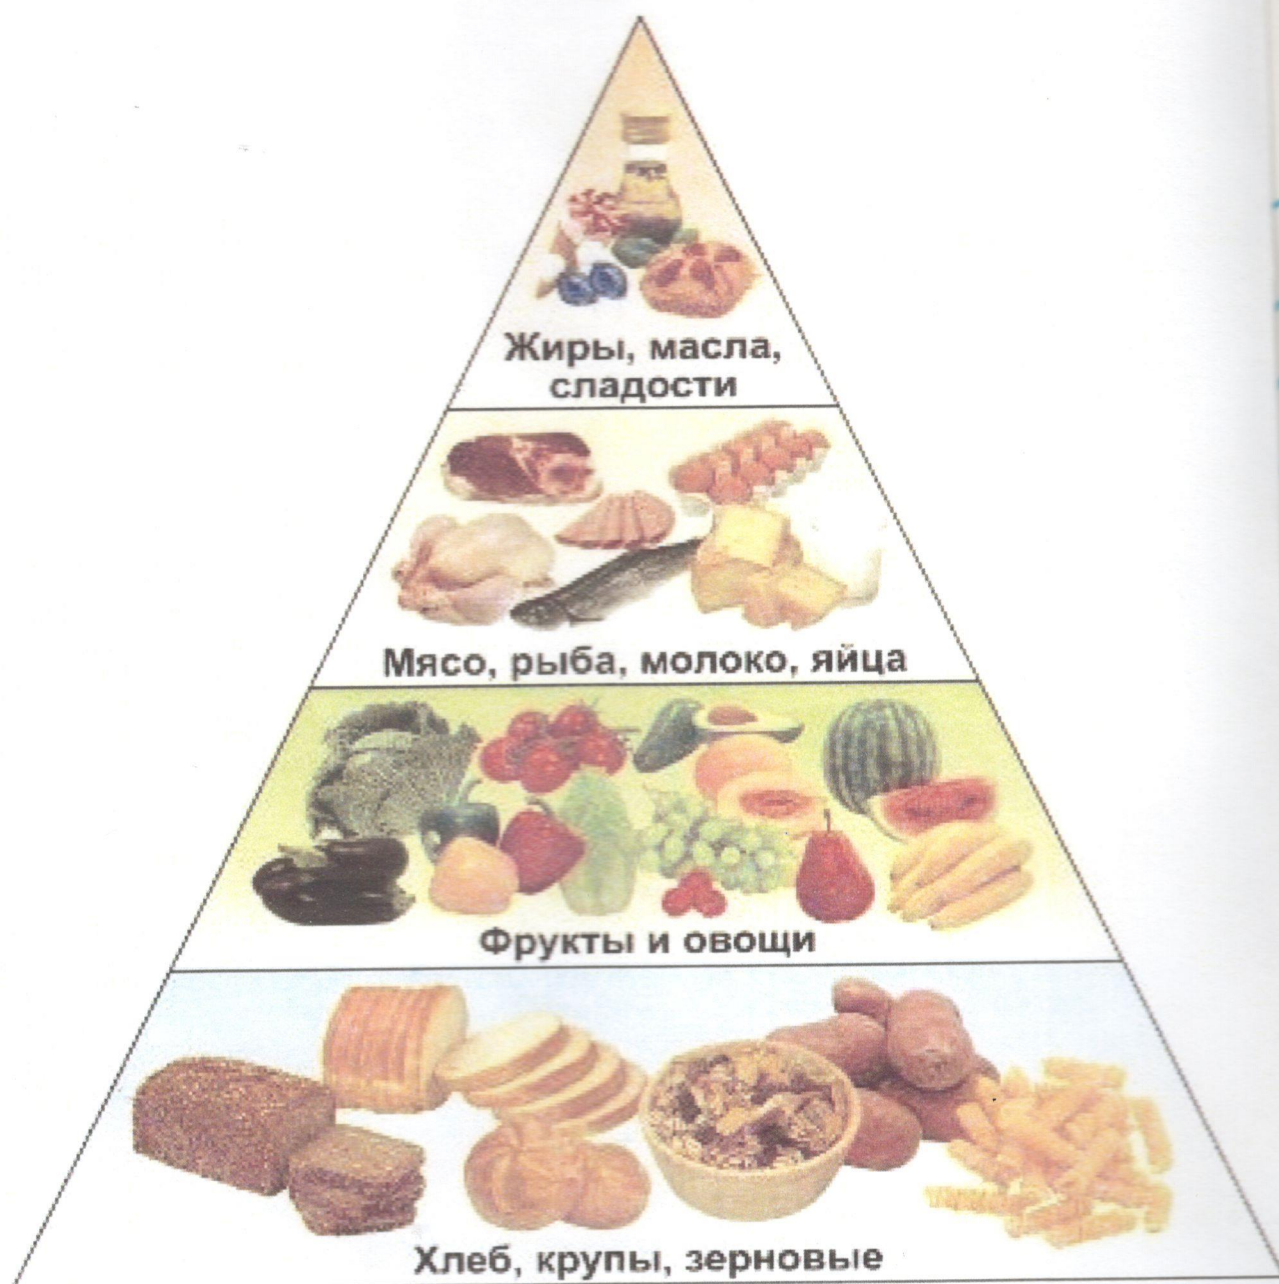 Жиры, масла,
сладости
Мясо, рыба, молоко, яйца
Фрукты и овощи
Хлеб, крупы, зерновые